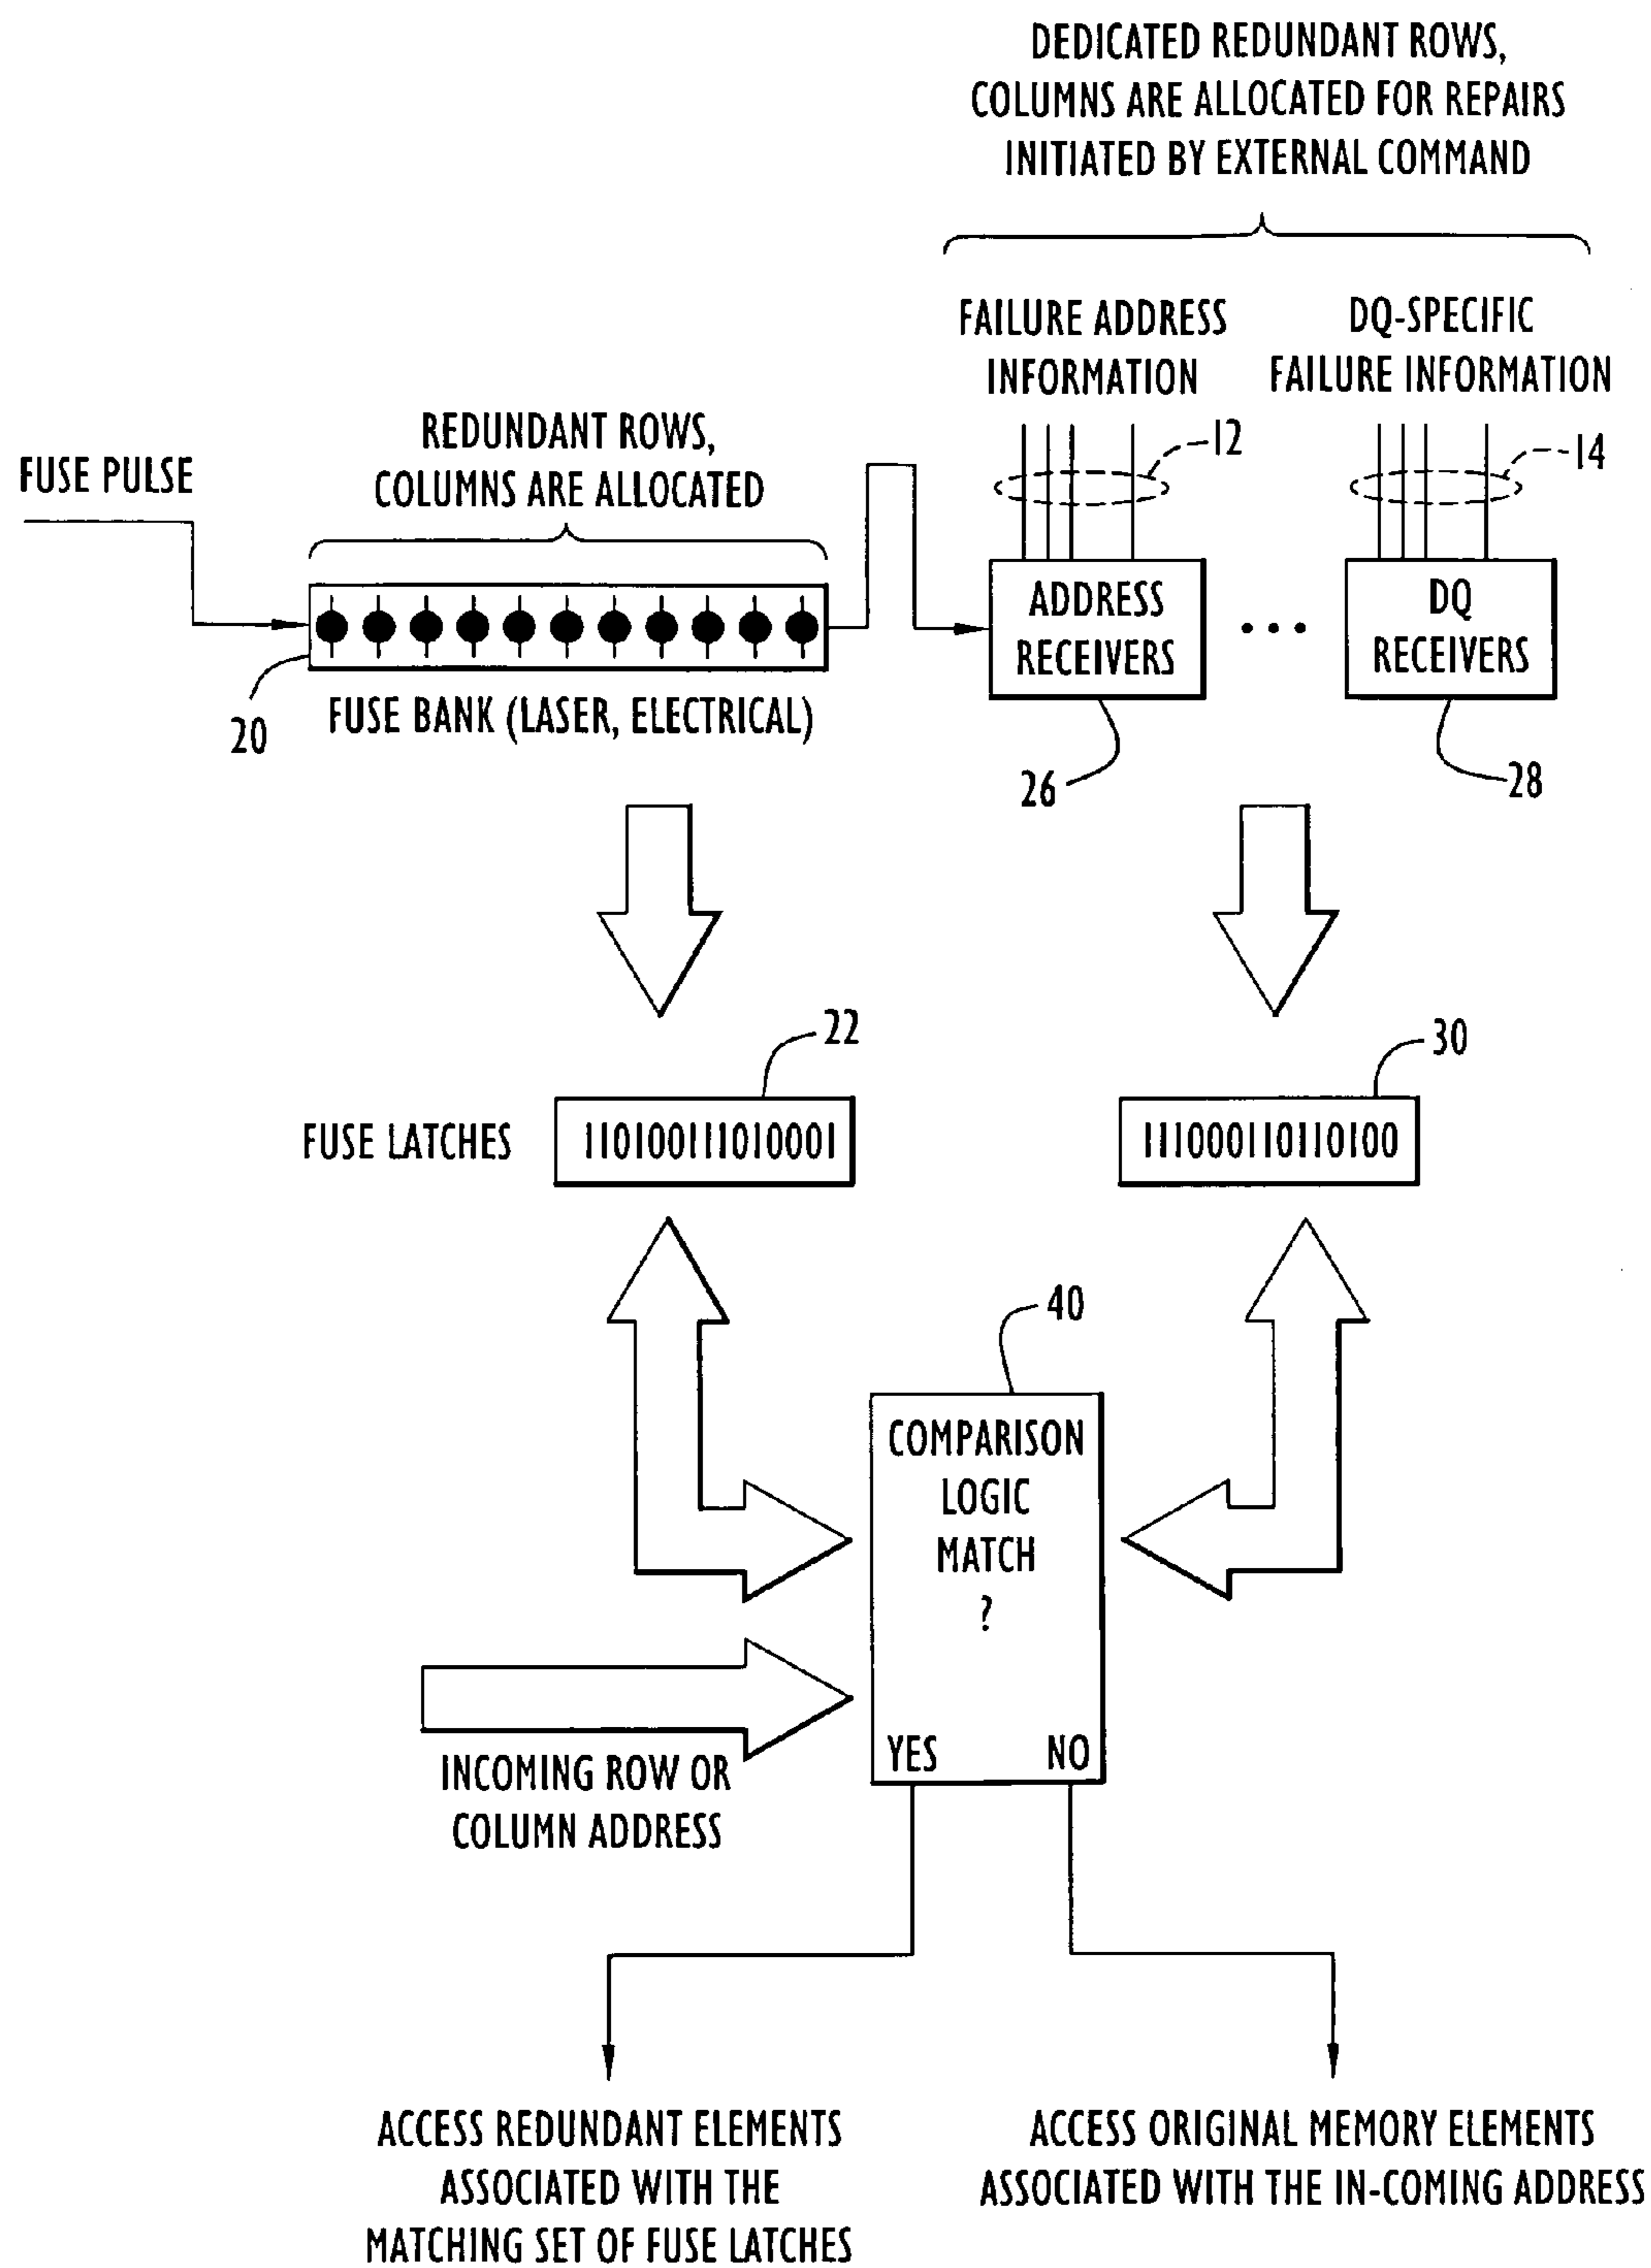 DEDICATED REDUNDANT ROWS,
COLUMNS ARE ALLOCATED FOR REPAIRS
INITIATED BY EXTERNAL COMMAND
FAILURE ADDRESS
INFORMATION
DQ-SPECIFIC
FAILURE INFORMATION
REDUNDANT ROWS,
COLUMNS ARE ALLOCATED
FUSE PULSE
12
14
ADDRESS
RECEIVERS
DQ
RECEIVERS
20
FUSE BANK (LASER, ELECTRICAL)
26
28
22
30
FUSE LATCHES
110100111010001
111000110110100
40
COMPARISON
LOGIC
MATCH
?
YES
NO
INCOMING ROW OR
COLUMN ADDRESS
ACCESS REDUNDANT ELEMENTS
ASSOCIATED WITH THE
MATCHING SET OF FUSE LATCHES
ACCESS ORIGINAL MEMORY ELEMENTS
ASSOCIATED WITH THE IN-COMING ADDRESS